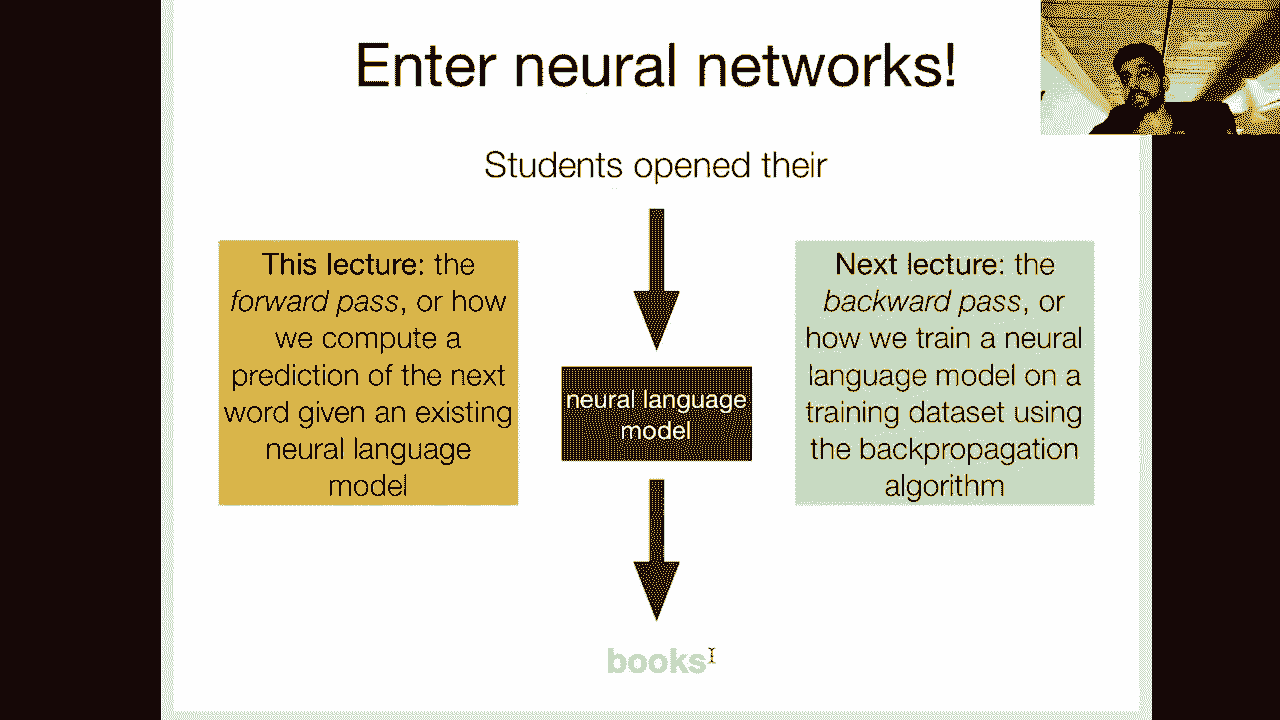 Enter neural networks!
Students opened their
This lecture: the
forward pass, or how
we compute a
prediction of the next
word given an existing
neural language
model
neural language
model
Next lecture: the
backward pass, or
how we train a neural
language model on a
training dataset using
the backpropagation
algorithm
books